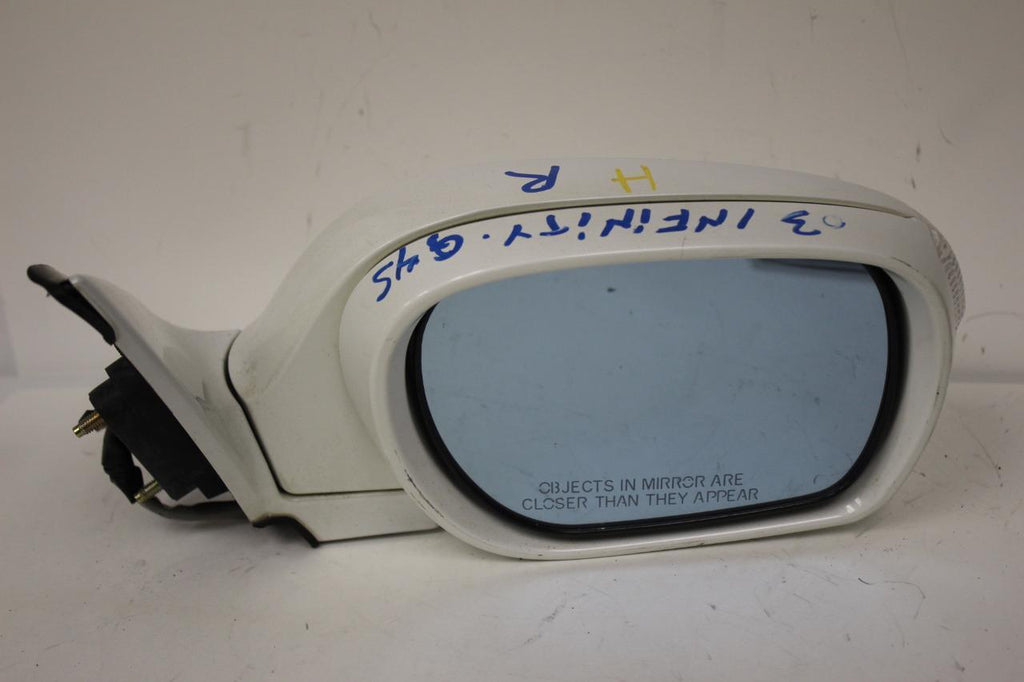 H R
03 INFINITY. Q45
OBJECTS IN MIRROR ARE
CLOSER THAN THEY APPEAR